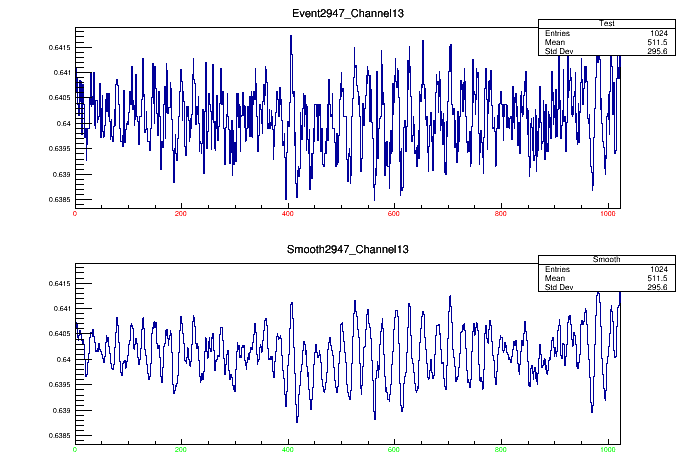 Event2947_Channel13
Test
Entries 1024
Mean 511.5
Std Dev 295.6
0.6415
0.641
0.6405
0.64
0.6395
0.639
0.6385
0 200 400 600 800 1000
Smooth2947_Channel13
Smooth
Entries 1024
Mean 511.5
Std Dev 295.6
0.6415
0.641
0.6405
0.64
0.6395
0.639
0.6385
0 200 400 600 800 1000